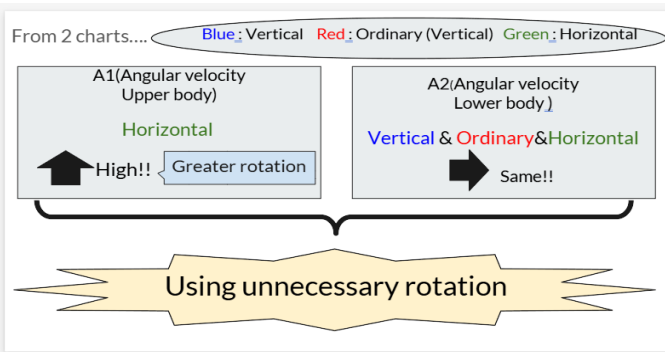 From 2 charts....
Blue : Vertical Red : Ordinary (Vertical) Green : Horizontal
A1(Angular velocity
Upper body)
Horizontal
High!!
Greater rotation
A2(Angular velocity
Lower body )
Vertical & Ordinary&Horizontal
Same!!
Using unnecessary rotation